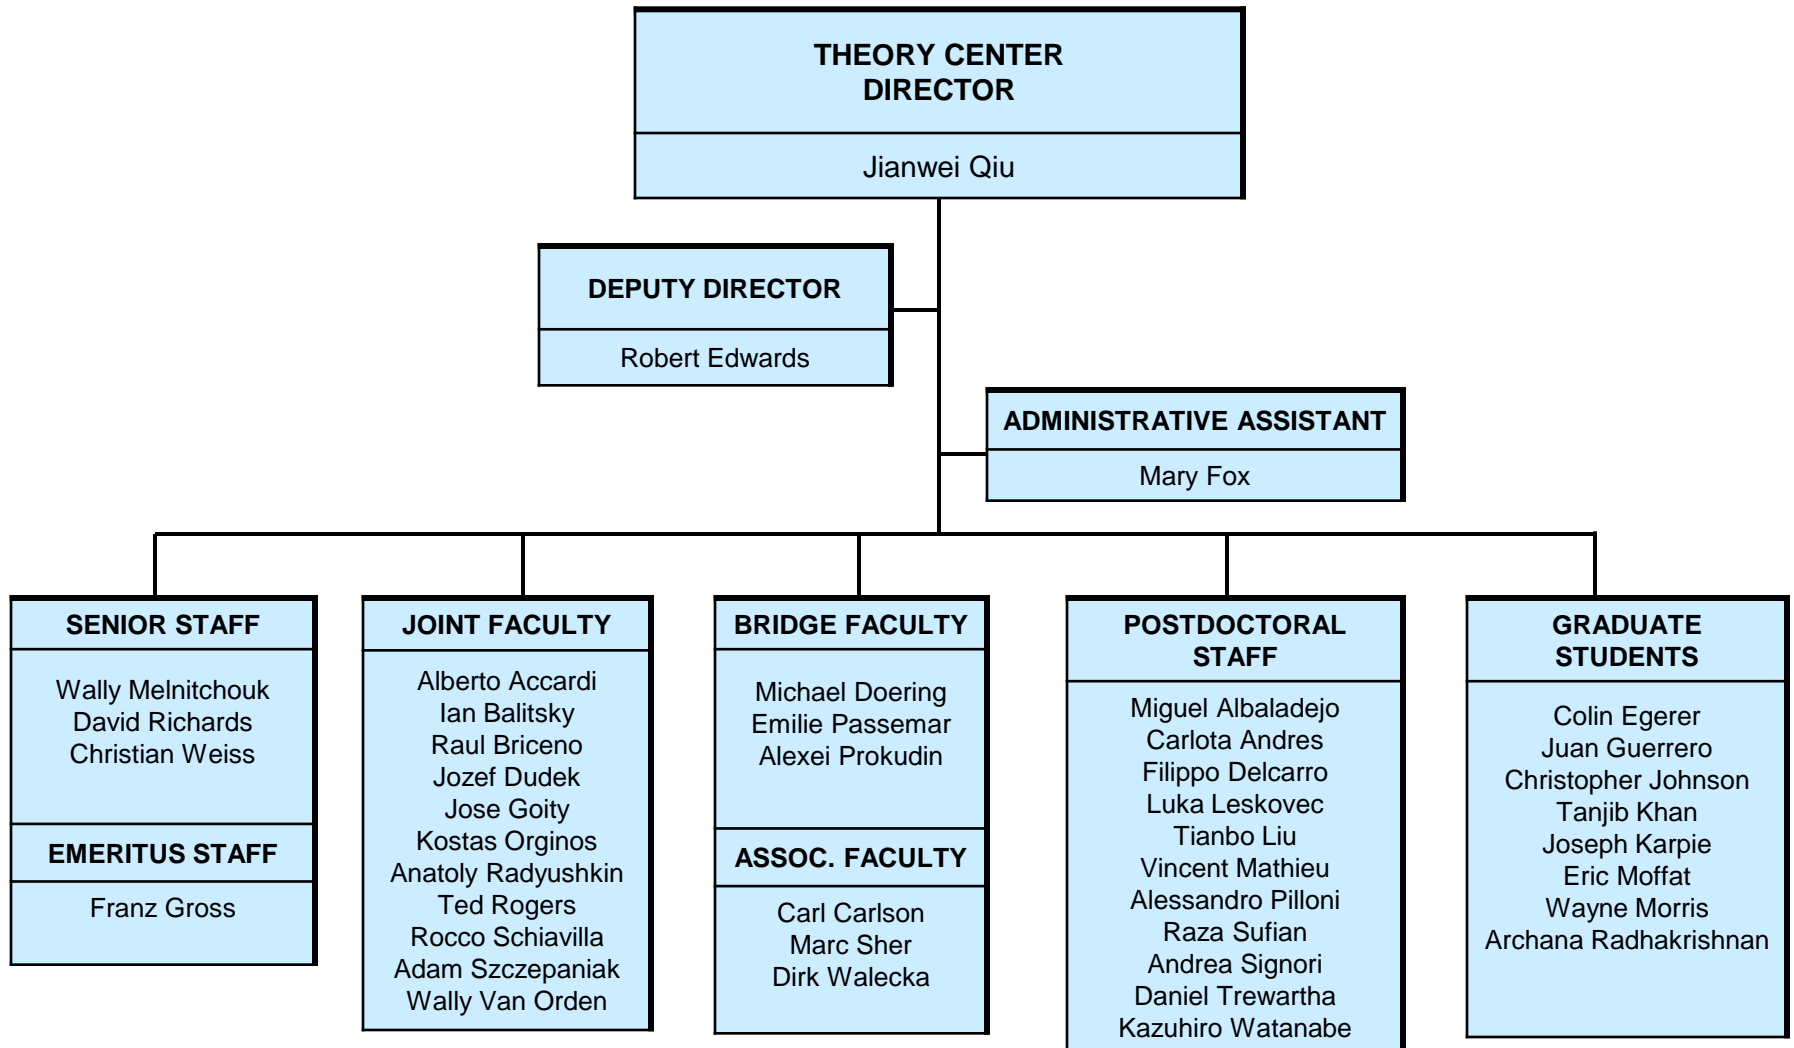 THEORY CENTER
DIRECTOR
Jianwei Qiu
DEPUTY DIRECTOR
Robert Edwards
ADMINISTRATIVE ASSISTANT
Mary Fox
SENIOR STAFF
Wally Melnitchouk
David Richards
Christian Weiss
EMERITUS STAFF
Franz Gross
JOINT FACULTY
Alberto Accardi
Ian Balitsky
Raul Briceno
Jozef Dudek
Jose Goity
Kostas Orginos
Anatoly Radyushkin
Ted Rogers
Rocco Schiavilla
Adam Szczepaniak
Wally Van Orden
BRIDGE FACULTY
Michael Doering
Emilie Passemar
Alexei Prokudin
ASSOC. FACULTY
Carl Carlson
Marc Sher
Dirk Walecka
POSTDOCTORAL
STAFF
Miguel Albaladejo
Carlota Andres
Filippo Delcarro
Luka Leskovec
Tianbo Liu
Vincent Mathieu
Alessandro Pilloni
Raza Sufian
Andrea Signori
Daniel Trewartha
Kazuhiro Watanabe
GRADUATE
STUDENTS
Colin Egerer
Juan Guerrero
Christopher Johnson
Tanjib Khan
Joseph Karpie
Eric Moffat
Wayne Morris
Archana Radhakrishnan